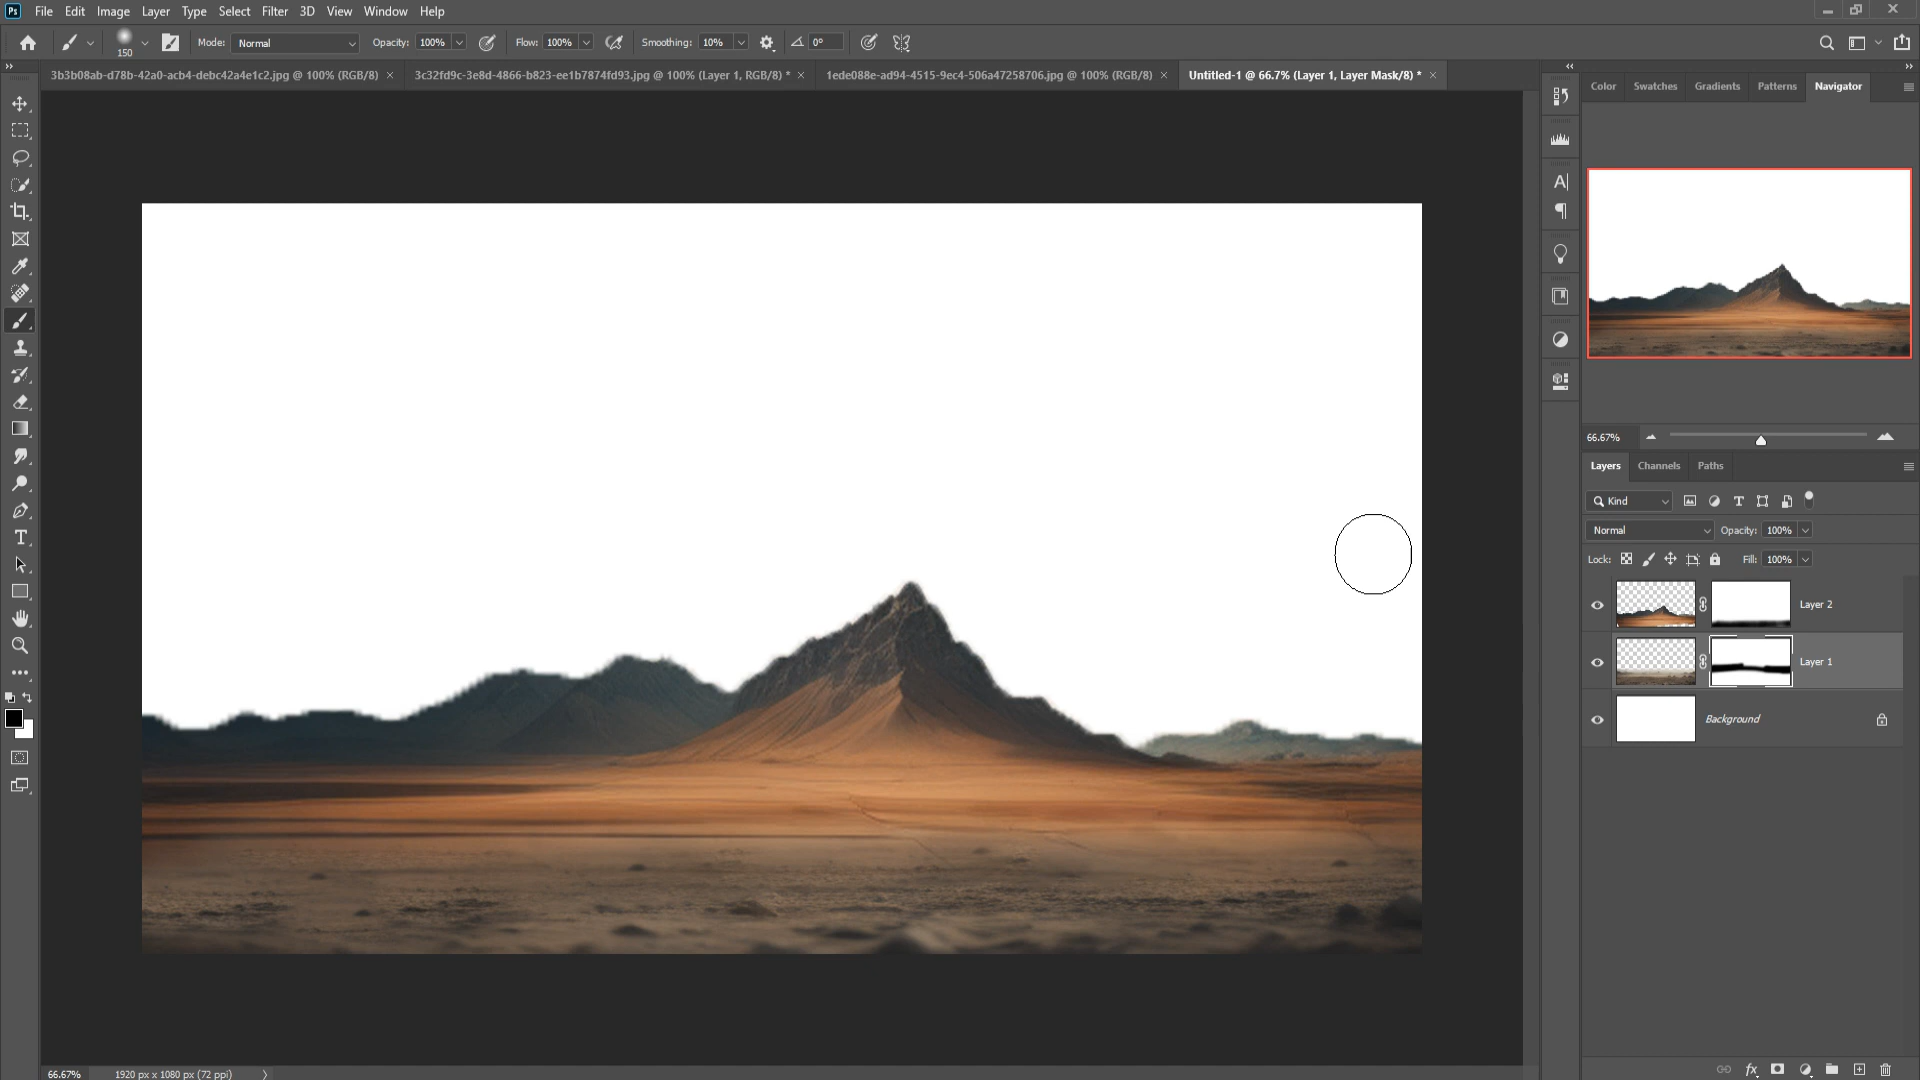 Ps File Edit Image Layer Type Select Filter 3D View Window Help
150 Mode: Normal Opacity: 100% Flow: 100% Smoothing: 10% 0°
3b3b08ab-d78b-42a0-acb4-debc42a4e1c2.jpg @ 100% (RGB/8) × 3c32fd9c-3e8d-4866-b823-ee1b7874fd93.jpg @ 100% (Layer 1, RGB/8) * × 1ede088e-ad94-4515-9ec4-506a47258706.jpg @ 100% (RGB/8) × Untitled-1 @ 66.7% (Layer 1, Layer Mask/8) * ×
Color Swatches Gradients Patterns Navigator
66.67%
Layers Channels Paths
Kind
Normal Opacity: 100%
Lock: Fill: 100%
Layer 2
Layer 1
Background
66.67% 1920 px x 1080 px (72 ppi)